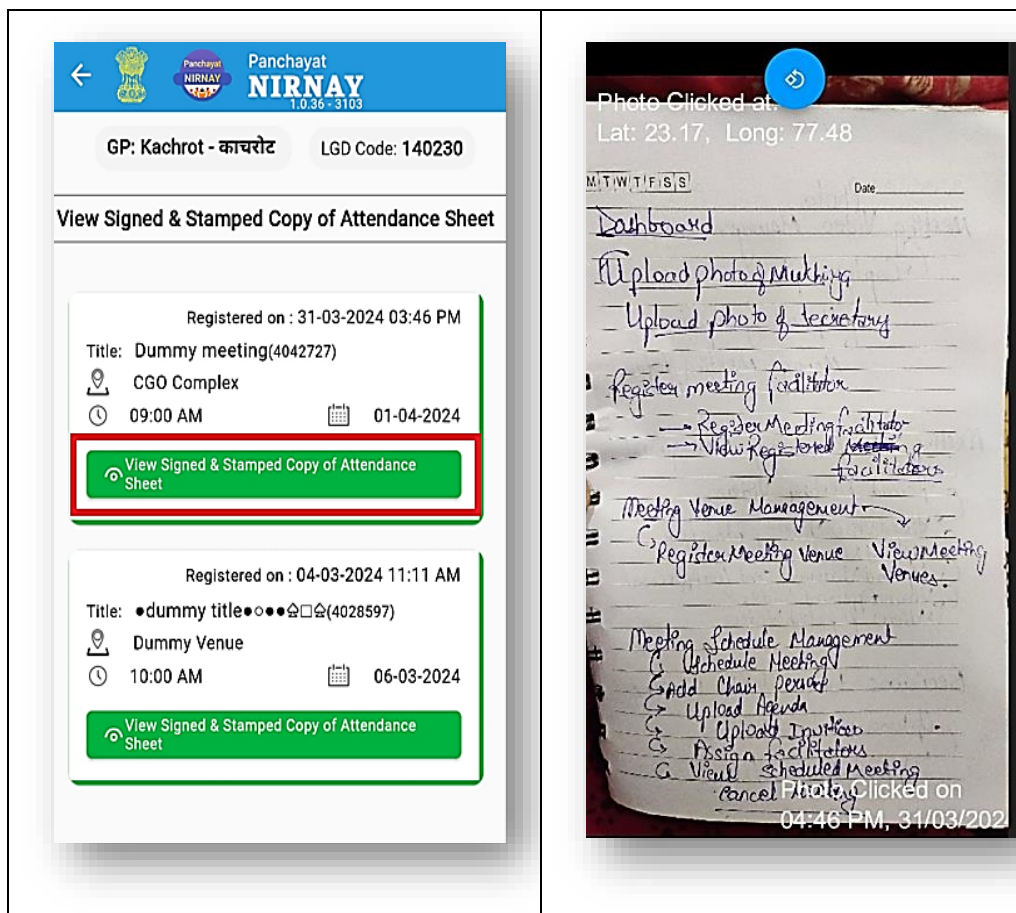 Panchayat
NIRNAY
Panchayat
NIRNAY
1.0.36 - 3103
GP: Kachrot - काचरोट
LGD Code: 140230
View Signed & Stamped Copy of Attendance Sheet
Registered on : 31-03-2024 03:46 PM
Title: Dummy meeting(4042727)
CGO Complex
09:00 AM
01-04-2024
View Signed & Stamped Copy of Attendance
Sheet
Registered on : 04-03-2024 11:11 AM
Title: ●dummy title●○●●♤□♤(4028597)
Dummy Venue
10:00 AM
06-03-2024
View Signed & Stamped Copy of Attendance
Sheet
Photo Clicked at:
Lat: 23.17, Long: 77.48
M T W T F S S
Date
Dashboard
Upload photo of Mukhiya
Upload photo of Secretary
Register meeting facilitator
→ Register Meeting facilitator
→ View Registered
facilitators
Meeting Venue Management
Register Meeting Venue View Meeting
Venues.
Meeting Schedule Management
Schedule Meeting
Add Chair person
Upload Agenda
Upload
Assign facilitators
View Scheduled Meeting
Cancel Meeting
Photo Clicked on
04:46 PM, 31/03/202